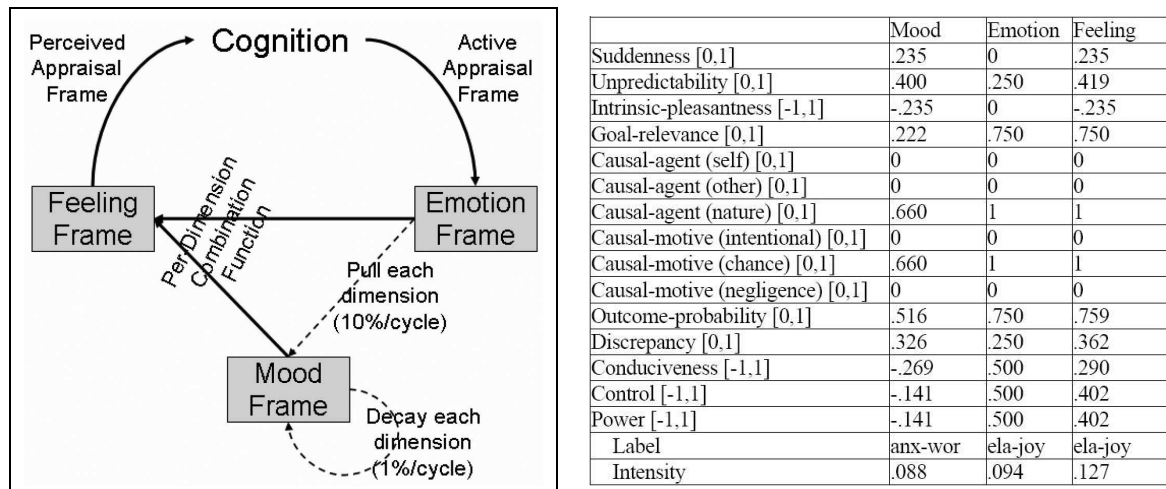 Perceived
Appraisal
Frame
Cognition
Active
Appraisal
Frame
Feeling
Frame
Per-Dimension
Combination
Function
Emotion
Frame
Pull each
dimension
(10%/cycle)
Mood
Frame
Decay each
dimension
(1%/cycle)
Mood Emotion Feeling
Suddenness [0,1] .235 0 .235
Unpredictability [0,1] .400 .250 .419
Intrinsic-pleasantness [-1,1] -.235 0 -.235
Goal-relevance [0,1] .222 .750 .750
Causal-agent (self) [0,1] 0 0 0
Causal-agent (other) [0,1] 0 0 0
Causal-agent (nature) [0,1] .660 1 1
Causal-motive (intentional) [0,1] 0 0 0
Causal-motive (chance) [0,1] .660 1 1
Causal-motive (negligence) [0,1] 0 0 0
Outcome-probability [0,1] .516 .750 .759
Discrepancy [0,1] .326 .250 .362
Conduciveness [-1,1] -.269 .500 .290
Control [-1,1] -.141 .500 .402
Power [-1,1] -.141 .500 .402
Label anx-wor ela-joy ela-joy
Intensity .088 .094 .127